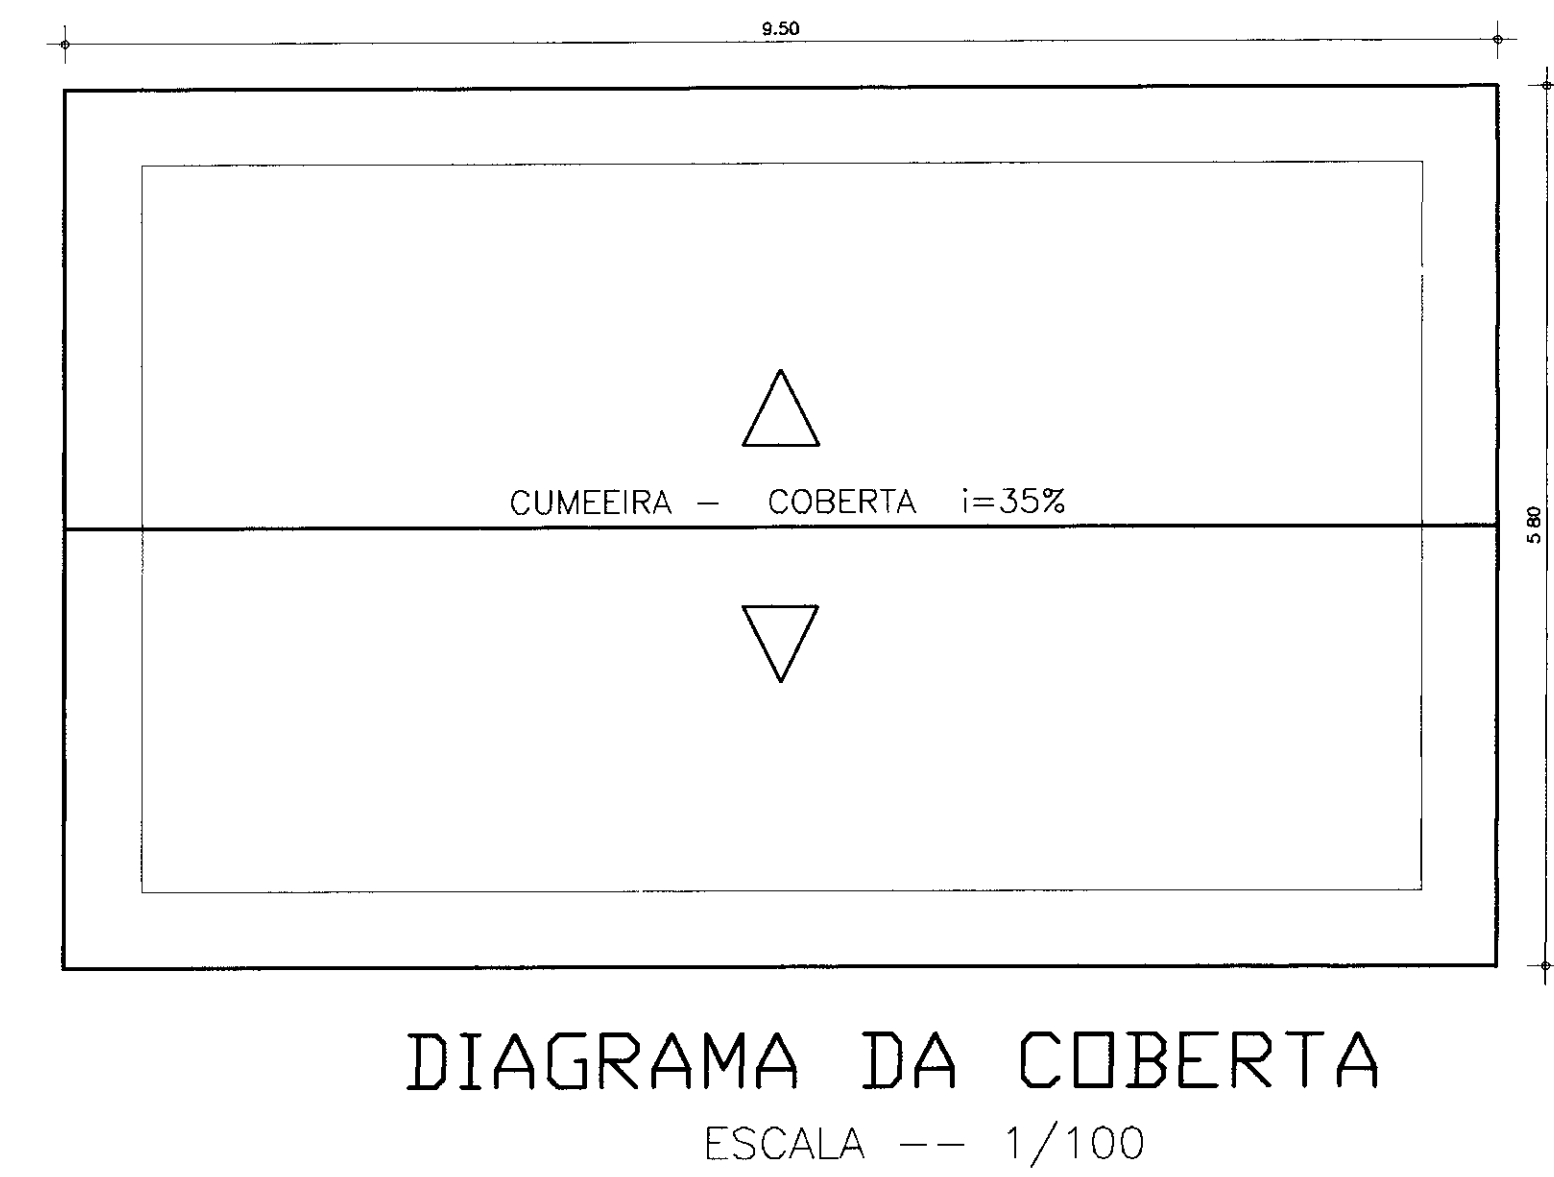 9.50
CUMEEIRA - COBERTA i=35%
5 80
DIAGRAMA DA COBERTA
ESCALA -- 1/100